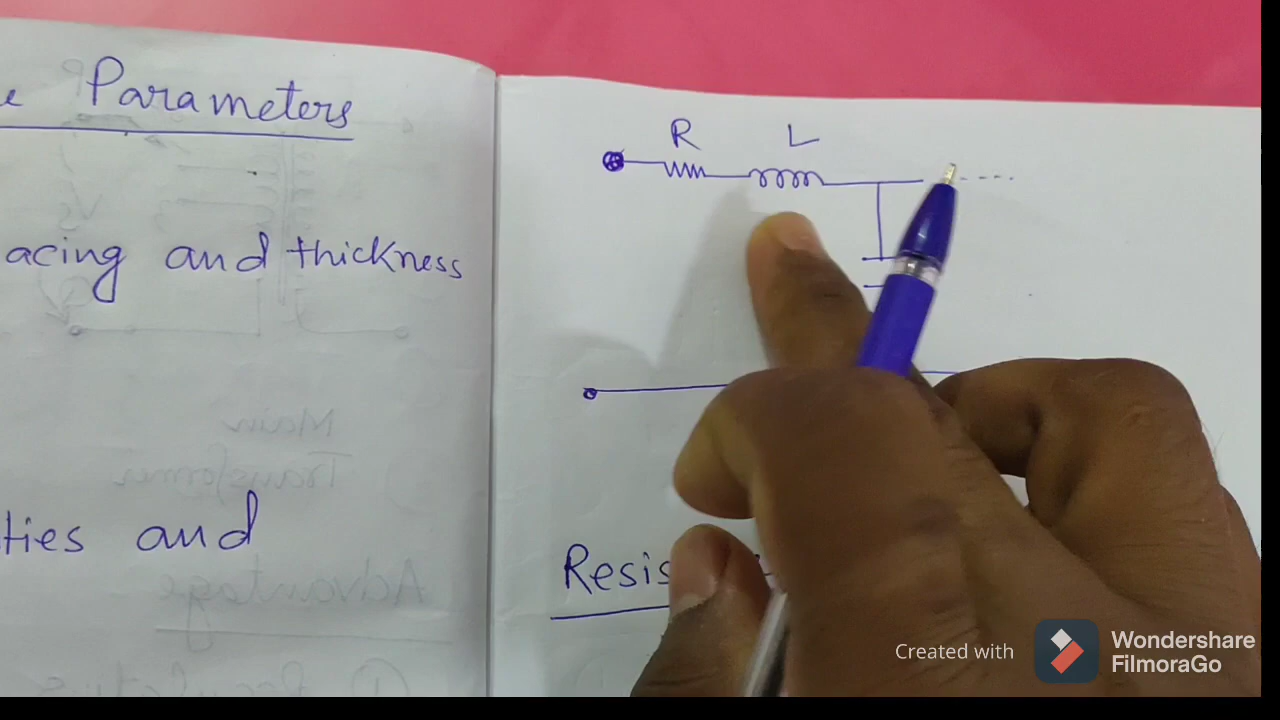 Parameters
acing and thickness
ties and
R L
Resis
Created with
Wondershare
FilmoraGo